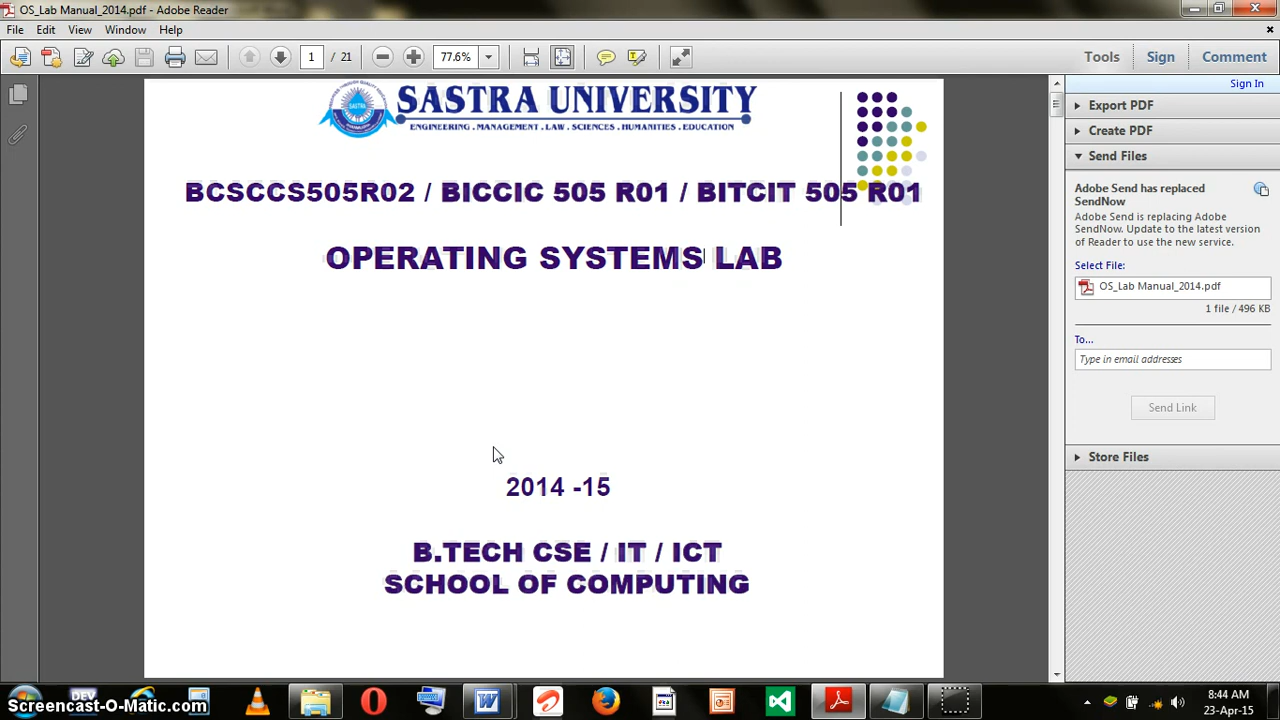 OS_Lab Manual_2014.pdf - Adobe Reader
File Edit View Window Help
1 / 21 77.6% Tools Sign Comment
Sign In
Export PDF
Create PDF
Send Files
Adobe Send has replaced
SendNow
Adobe Send is replacing Adobe
SendNow. Update to the latest version
of Reader to use the new service.
Select File:
OS_Lab Manual_2014.pdf
1 file / 496 KB
To...
Type in email addresses
Send Link
Store Files
SASTRA UNIVERSITY
ENGINEERING . MANAGEMENT . LAW . SCIENCES . HUMANITIES . EDUCATION
SASTRA
BCSCCS505R02 / BICCIC 505 R01 / BITCIT 505 R01
OPERATING SYSTEMS LAB
2014 -15
B.TECH CSE / IT / ICT
SCHOOL OF COMPUTING
DEV
Screencast-O-Matic.com
8:44 AM
23-Apr-15